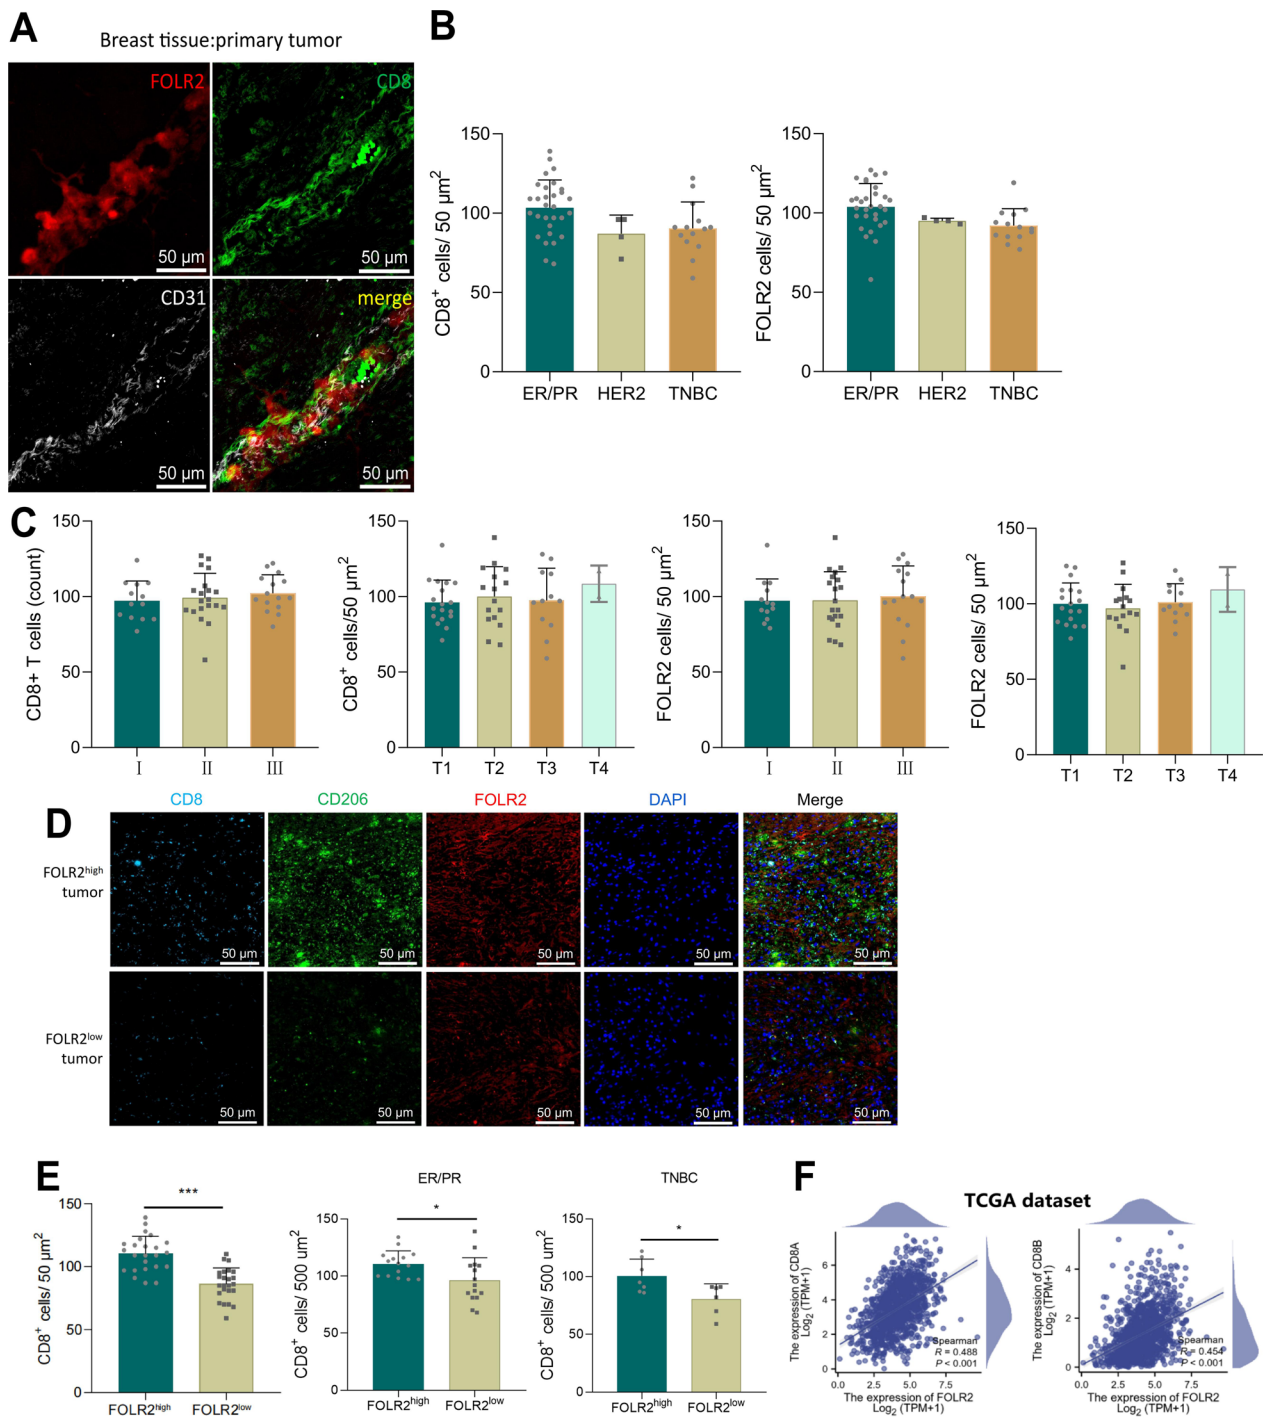 A
Breast tissue:primary tumor
FOLR2
CD8
50 µm
50 µm
CD31
merge
50 µm
50 µm
B
CD8+ cells/ 50 µm2
150
100
50
0
ER/PR HER2 TNBC
FOLR2 cells/ 50 µm2
150
100
50
0
ER/PR HER2 TNBC
C
CD8+ T cells (count)
150
100
50
0
I II III
CD8+ cells/50 µm2
150
100
50
0
T1 T2 T3 T4
FOLR2 cells/ 50 µm2
150
100
50
0
I II III
FOLR2 cells/ 50 µm2
150
100
50
0
T1 T2 T3 T4
D
CD8 CD206 FOLR2 DAPI Merge
FOLR2high
tumor
50 µm 50 µm 50 µm 50 µm 50 µm
FOLR2low
tumor
50 µm 50 µm 50 µm 50 µm 50 µm
E
CD8+ cells/ 50 µm2
150
100
50
0
***
FOLR2high FOLR2low
ER/PR
CD8+ cells/ 500 um2
150
100
50
0
*
FOLR2high FOLR2low
TNBC
CD8+ cells/ 500 um2
150
100
50
0
*
FOLR2high FOLR2low
F
TCGA dataset
The expression of CD8A
Log2 (TPM+1)
6
4
2
0
Spearman
R = 0.488
P < 0.001
0.0 2.5 5.0 7.5
The expression of FOLR2
Log2 (TPM+1)
The expression of CD8B
Log2 (TPM+1)
4
2
0
Spearman
R = 0.454
P < 0.001
0.0 2.5 5.0 7.5
The expression of FOLR2
Log2 (TPM+1)